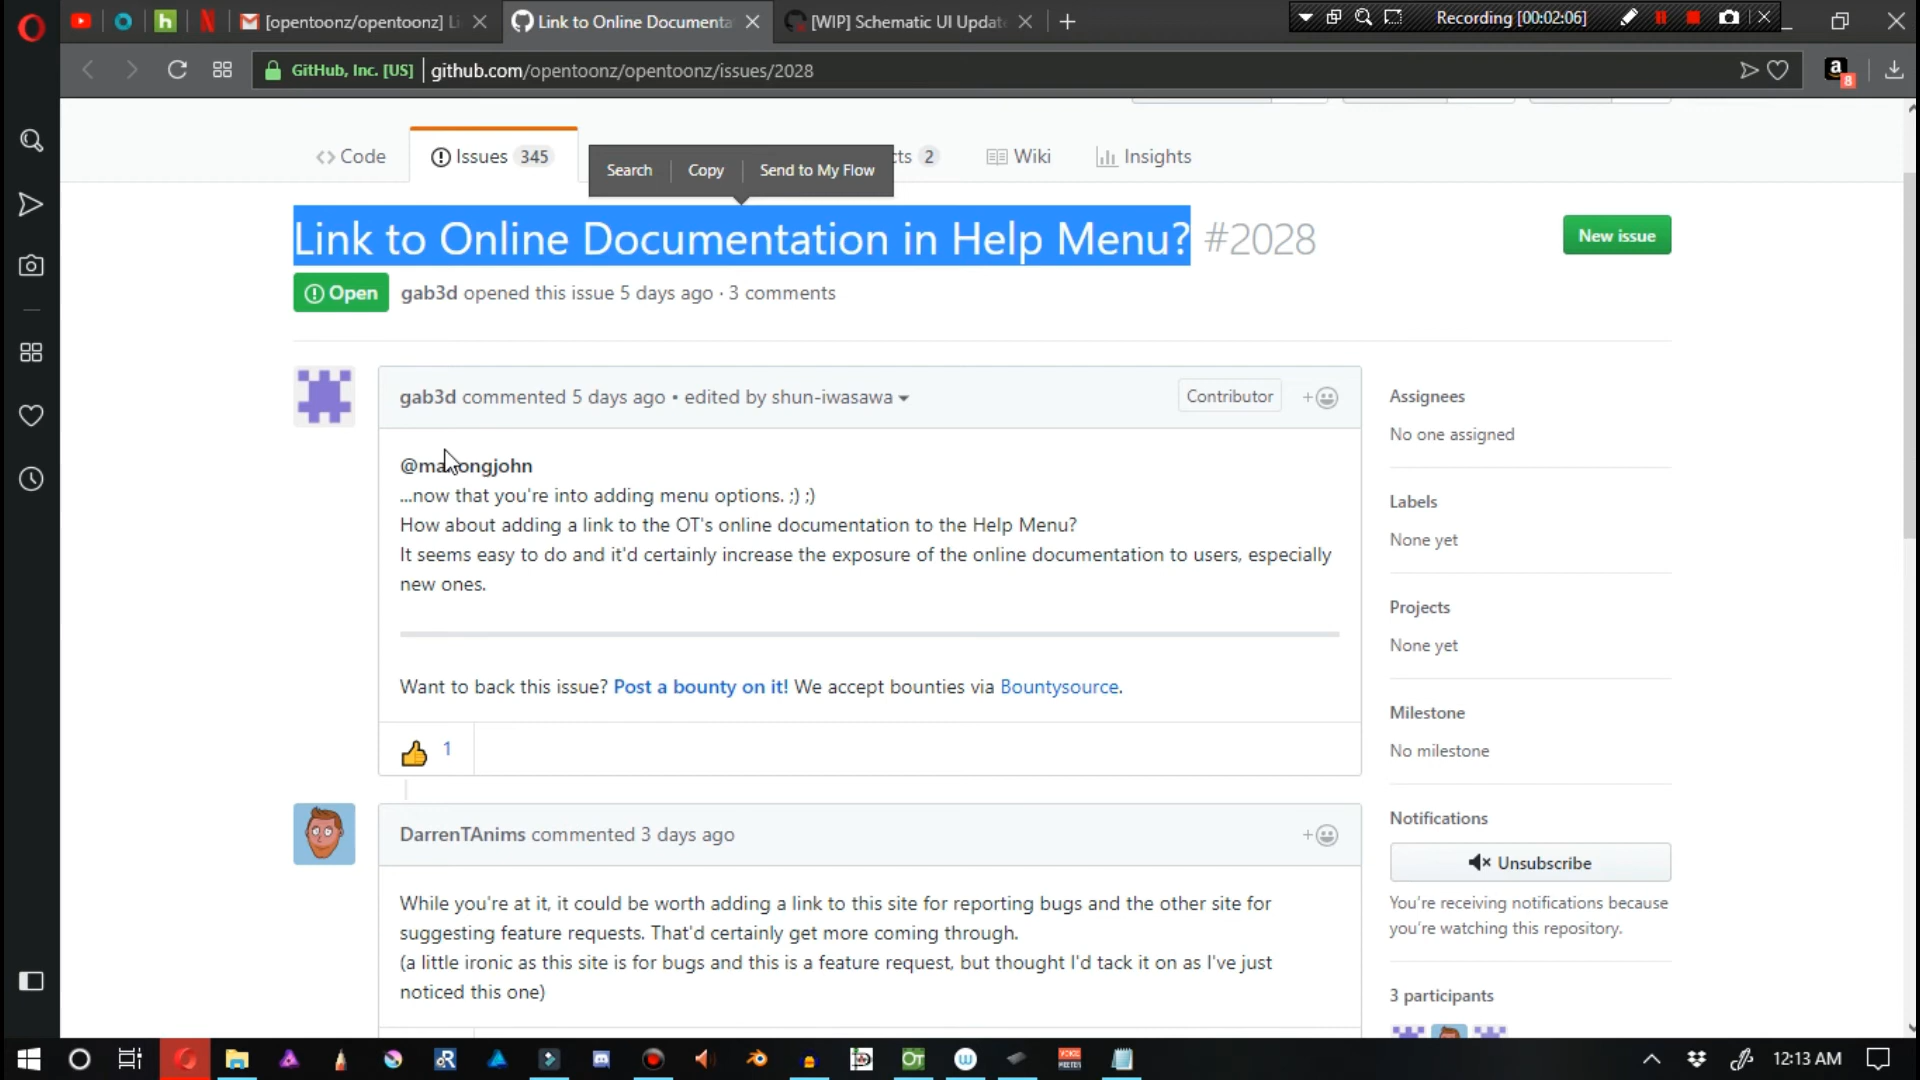 [opentoonz/opentoonz] Li
Link to Online Documenta
[WIP] Schematic UI Updat
Recording [00:02:06]
GitHub, Inc. [US]
github.com/opentoonz/opentoonz/issues/2028
a
8
Code
Issues 345
cts 2
Wiki
Insights
Search
Copy
Send to My Flow
Link to Online Documentation in Help Menu? #2028
New issue
Open
gab3d opened this issue 5 days ago · 3 comments
gab3d commented 5 days ago • edited by shun-iwasawa
Contributor
...now that you're into adding menu options. ;) ;)
How about adding a link to the OT's online documentation to the Help Menu?
It seems easy to do and it'd certainly increase the exposure of the online documentation to users, especially
new ones.
Want to back this issue? Post a bounty on it! We accept bounties via Bountysource.
1
DarrenTAnims commented 3 days ago
While you're at it, it could be worth adding a link to this site for reporting bugs and the other site for
suggesting feature requests. That'd certainly get more coming through.
(a little ironic as this site is for bugs and this is a feature request, but thought I'd tack it on as I've just
noticed this one)
Assignees
No one assigned
Labels
None yet
Projects
None yet
Milestone
No milestone
Notifications
Unsubscribe
You're receiving notifications because
you're watching this repository.
3 participants
OT
12:13 AM